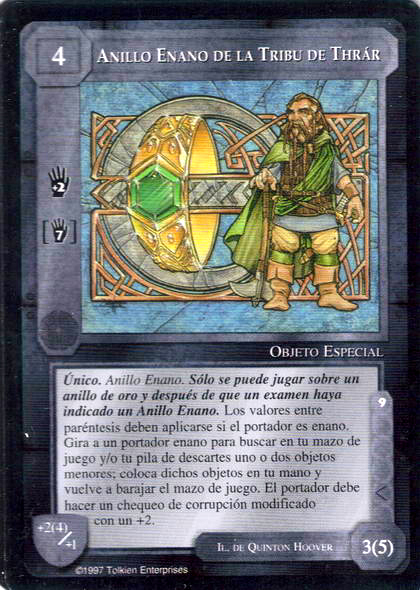 4 ANILLO ENANO DE LA TRIBU DE THRÁR
+2
[7]
OBJETO ESPECIAL
Único. Anillo Enano. Sólo se puede jugar sobre un
anillo de oro y después de que un examen haya
indicado un Anillo Enano. Los valores entre
paréntesis deben aplicarse si el portador es enano.
Gira a un portador enano para buscar en tu mazo de
juego y/o tu pila de descartes uno o dos objetos
menores; coloca dichos objetos en tu mano y
vuelve a barajar el mazo de juego. El portador debe
hacer un chequeo de corrupción modificado
con un +2.
9
+2(4)/+1
IL. DE QUINTON HOOVER
3(5)
©1997 Tolkien Enterprises